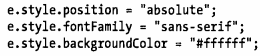 e.style.position = "absolute";
e.style.fontFamily = "sans-serif";
e.style.backgroundColor = "#ffffff";